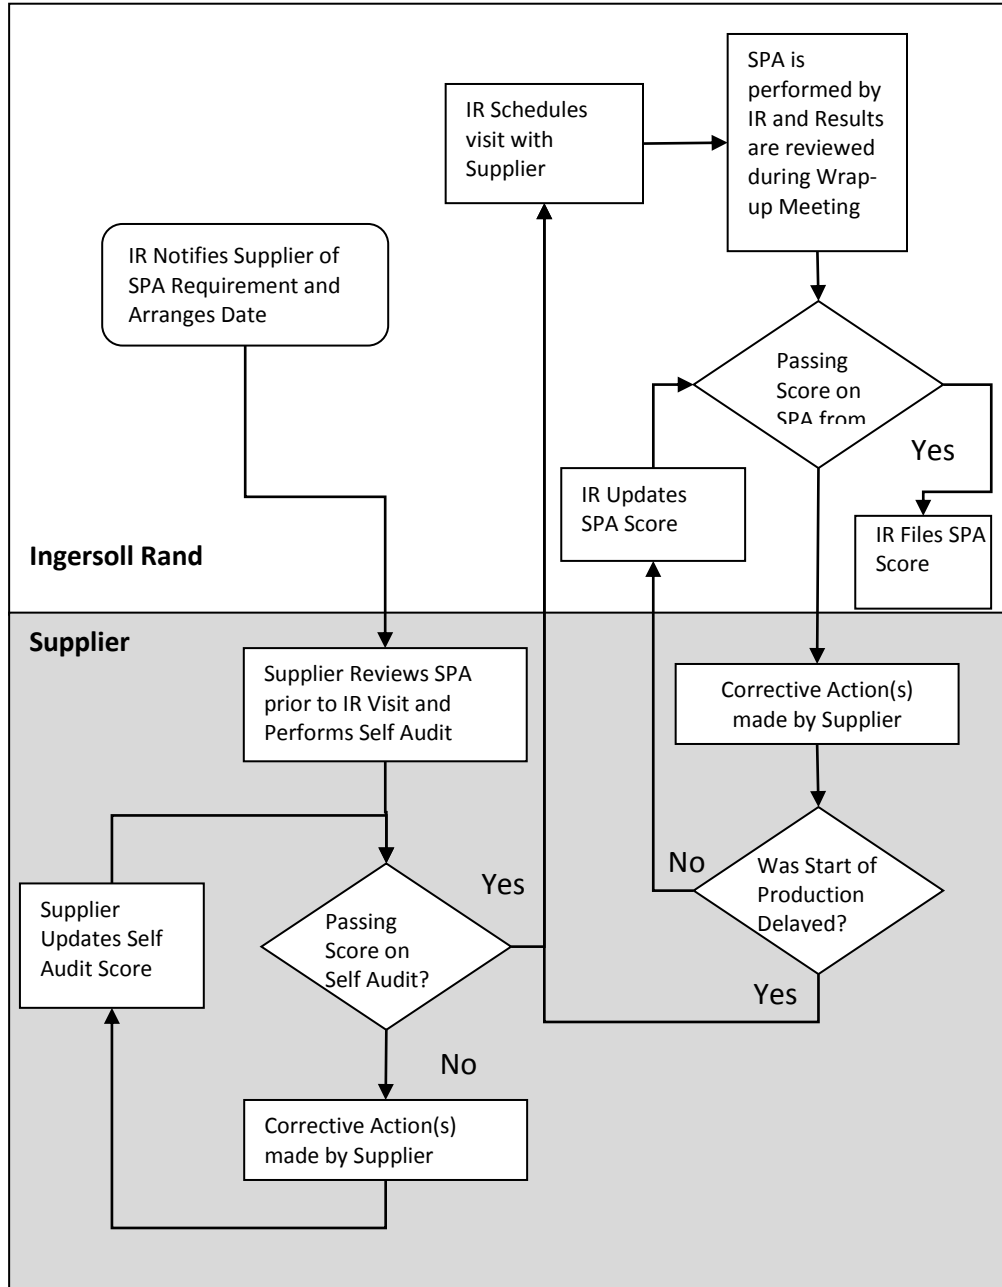 IR Notifies Supplier of
SPA Requirement and
Arranges Date
IR Schedules
visit with
Supplier
SPA is
performed by
IR and Results
are reviewed
during Wrap-
up Meeting
Passing
Score on
SPA from
Yes
IR Updates
SPA Score
IR Files SPA
Score
Ingersoll Rand
Supplier
Supplier Reviews SPA
prior to IR Visit and
Performs Self Audit
Corrective Action(s)
made by Supplier
No
Was Start of
Production
Delayed?
Yes
Supplier
Updates Self
Audit Score
Passing
Score on
Self Audit?
Yes
No
Corrective Action(s)
made by Supplier